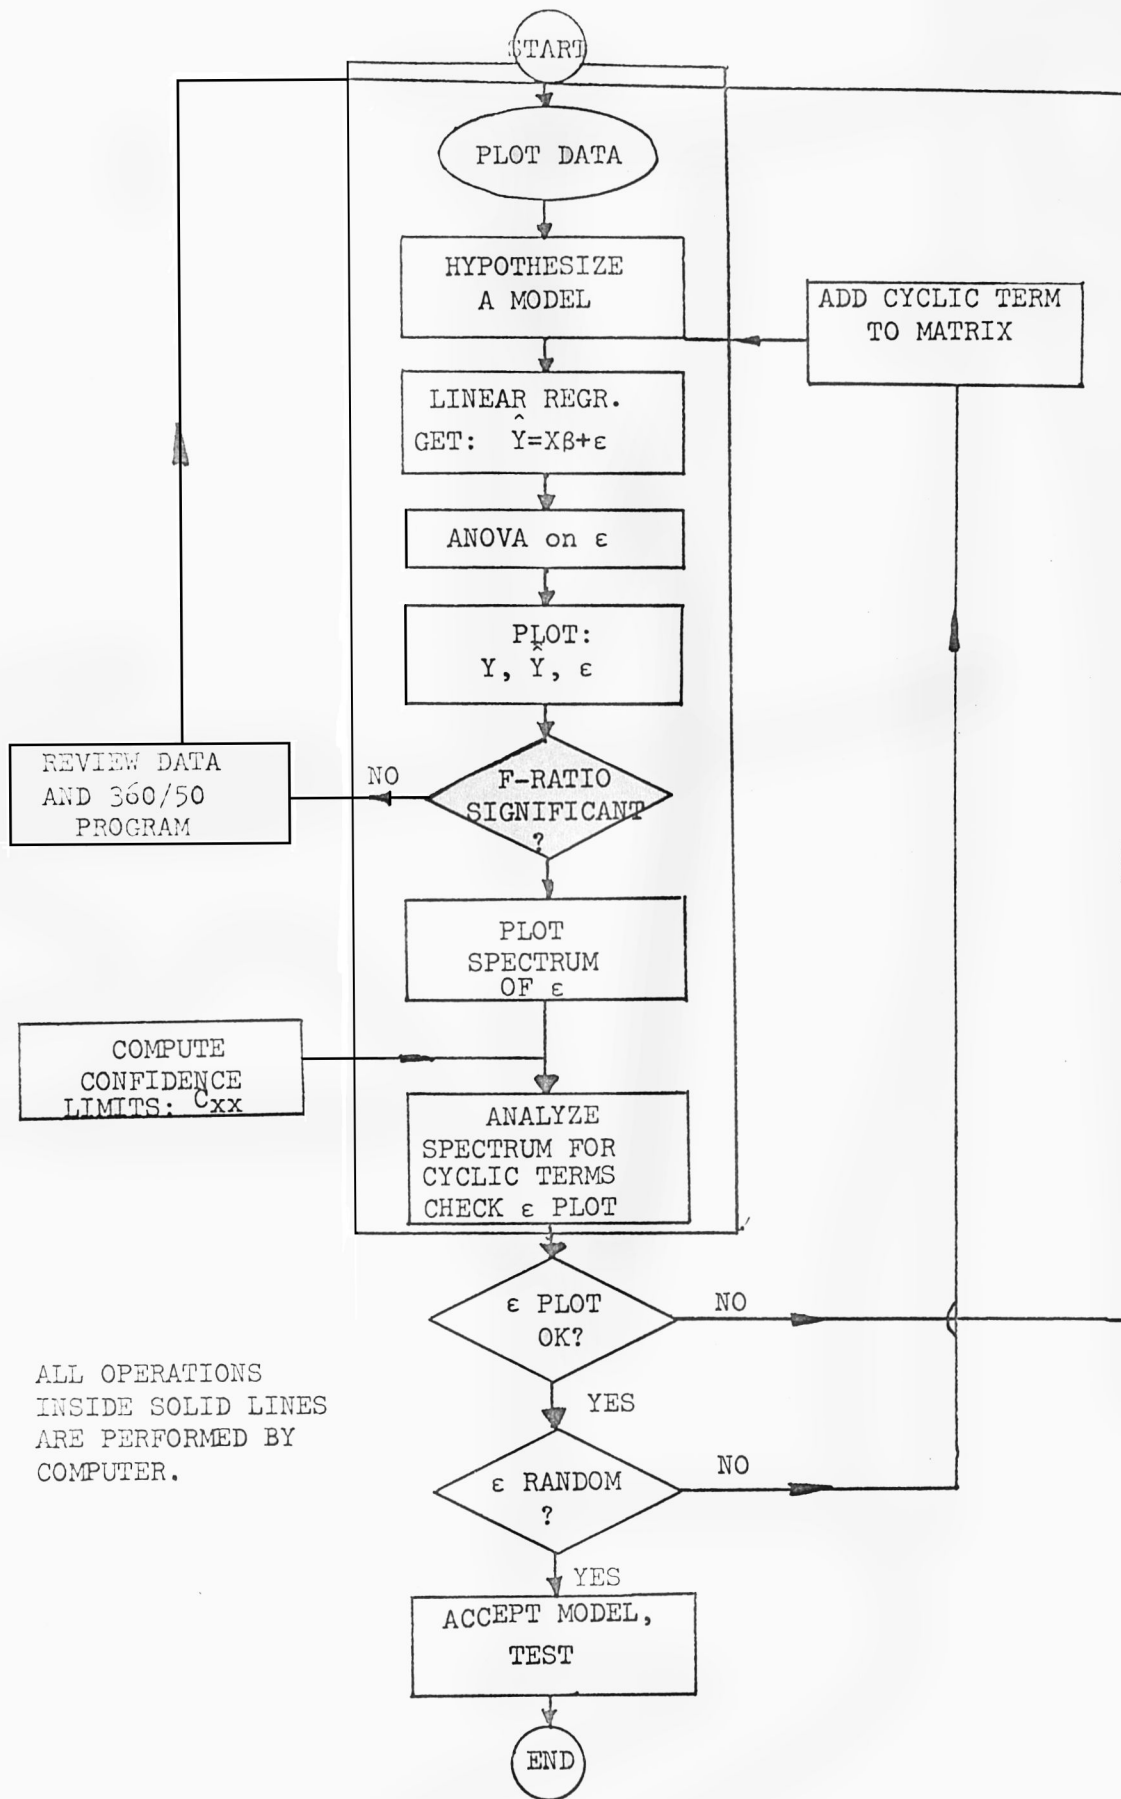 START
PLOT DATA
HYPOTHESIZE
A MODEL
ADD CYCLIC TERM
TO MATRIX
LINEAR REGR.
GET: Ŷ=Xβ+ε
ANOVA on ε
PLOT:
Y, Ŷ, ε
REVIEW DATA
AND 360/50
PROGRAM
NO
F-RATIO
SIGNIFICANT
?
PLOT
SPECTRUM
OF ε
COMPUTE
CONFIDENCE
LIMITS: Cxx
ANALYZE
SPECTRUM FOR
CYCLIC TERMS
CHECK ε PLOT
ε PLOT
OK?
NO
YES
ALL OPERATIONS
INSIDE SOLID LINES
ARE PERFORMED BY
COMPUTER.
ε RANDOM
?
NO
YES
ACCEPT MODEL,
TEST
END